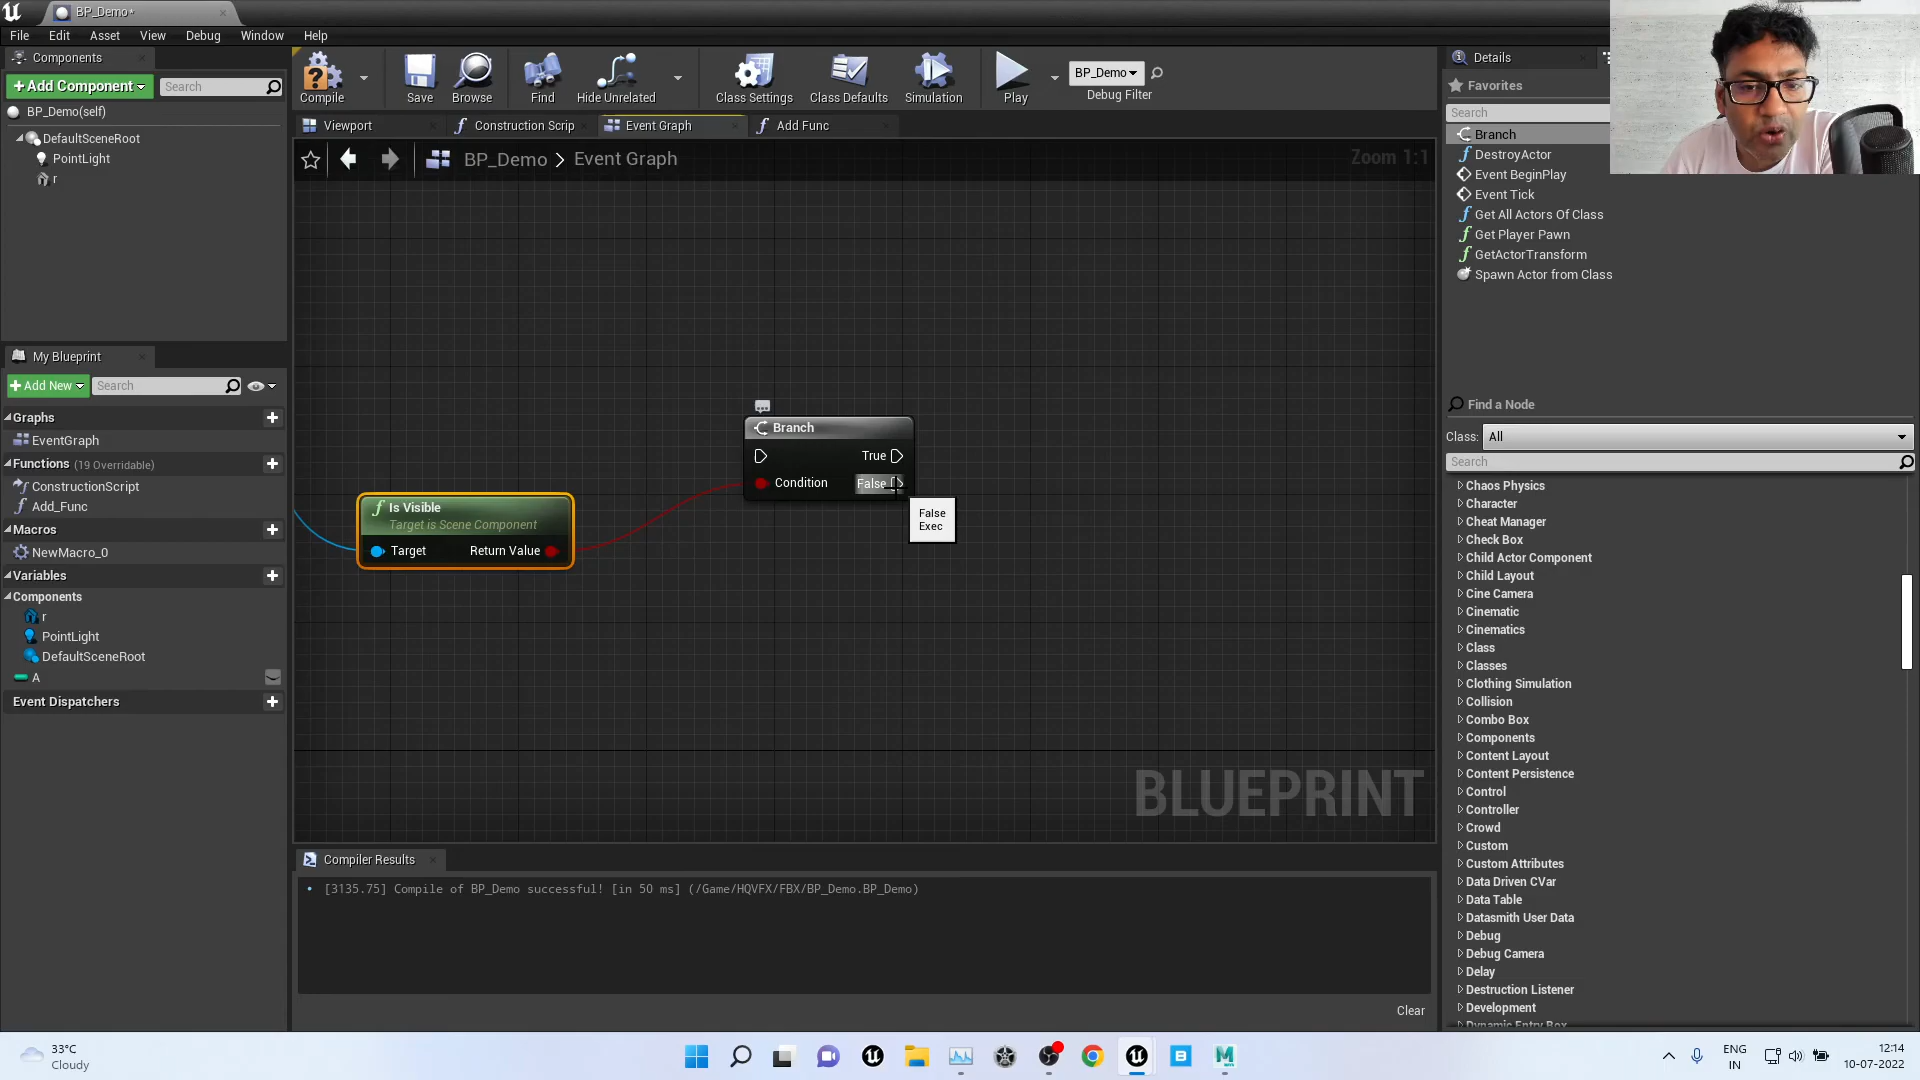 BP_Demo*
File Edit Asset View Debug Window Help
Components
+Add Component
Search
BP_Demo(self)
DefaultSceneRoot
PointLight
r
Compile
Save
Browse
Find
Hide Unrelated
Class Settings
Class Defaults
Simulation
Play
BP_Demo
Debug Filter
Viewport
Construction Scrip
Event Graph
Add Func
BP_Demo > Event Graph
Zoom 1:1
Branch
True
Condition
False
False
Exec
Is Visible
Target is Scene Component
Target
Return Value
BLUEPRINT
My Blueprint
+Add New
Search
Graphs
EventGraph
Functions (19 Overridable)
ConstructionScript
Add_Func
Macros
NewMacro_0
Variables
Components
r
PointLight
DefaultSceneRoot
A
Event Dispatchers
Compiler Results
[3135.75] Compile of BP_Demo successful! [in 50 ms] (/Game/HQVFX/FBX/BP_Demo.BP_Demo)
Clear
Details
Favorites
Search
Branch
DestroyActor
Event BeginPlay
Event Tick
Get All Actors Of Class
Get Player Pawn
GetActorTransform
Spawn Actor from Class
Find a Node
Class: All
Search
Chaos Physics
Character
Cheat Manager
Check Box
Child Actor Component
Child Layout
Cine Camera
Cinematic
Cinematics
Class
Classes
Clothing Simulation
Collision
Combo Box
Components
Content Layout
Content Persistence
Control
Controller
Crowd
Custom
Custom Attributes
Data Driven CVar
Data Table
Datasmith User Data
Debug
Debug Camera
Delay
Destruction Listener
Development
Dynamic Entry Box
33°C
Cloudy
ENG
IN
12:14
10-07-2022